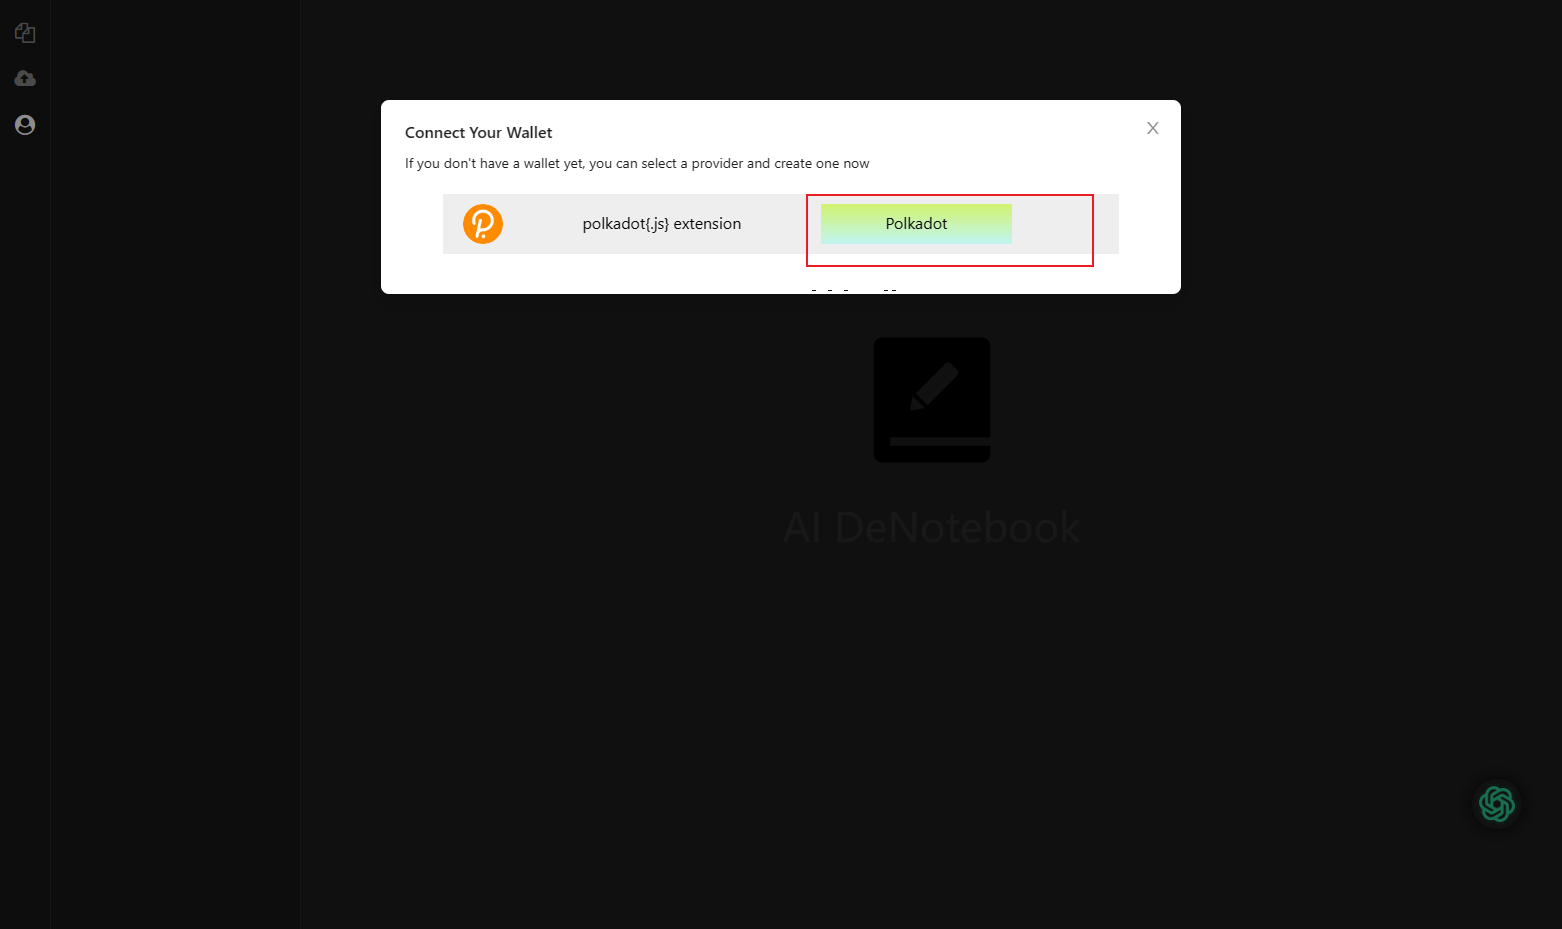 Connect Your Wallet
If you don't have a wallet yet, you can select a provider and create one now
polkadot{.js} extension
Polkadot
AI DeNotebook